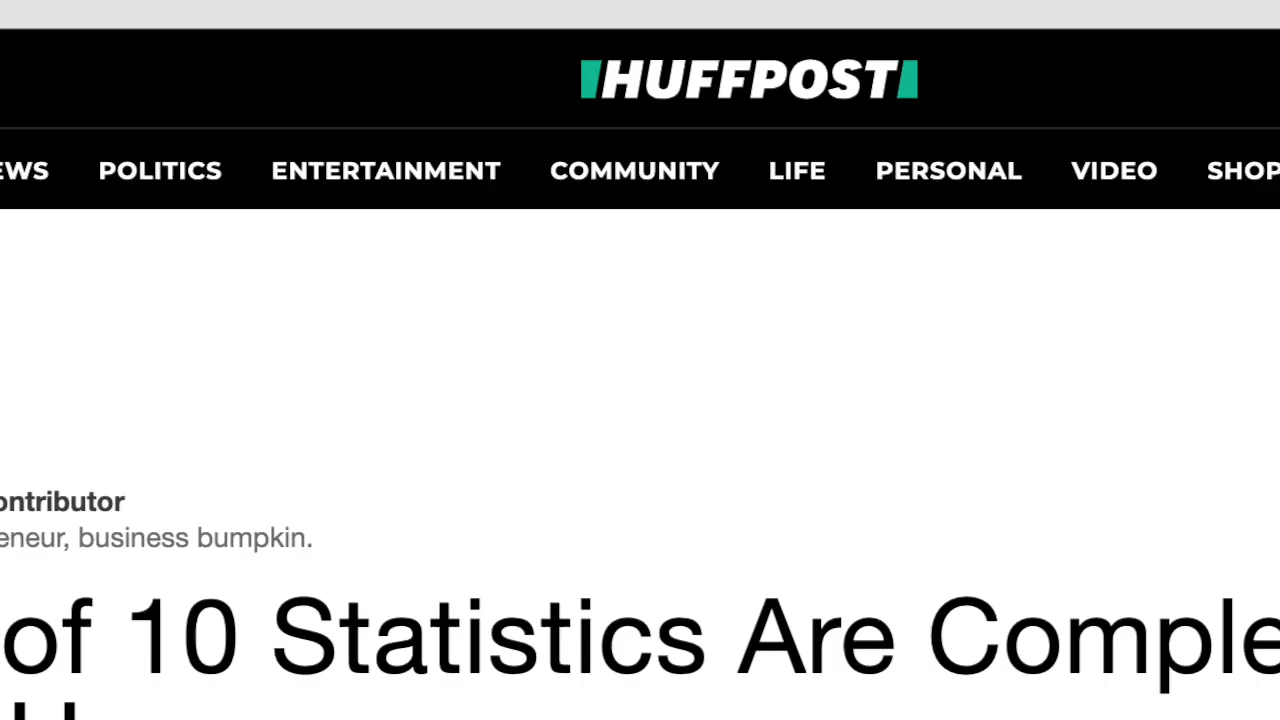 HUFFPOST
EWS POLITICS ENTERTAINMENT COMMUNITY LIFE PERSONAL VIDEO SHOP
ontributor
eneur, business bumpkin.
of 10 Statistics Are Comple